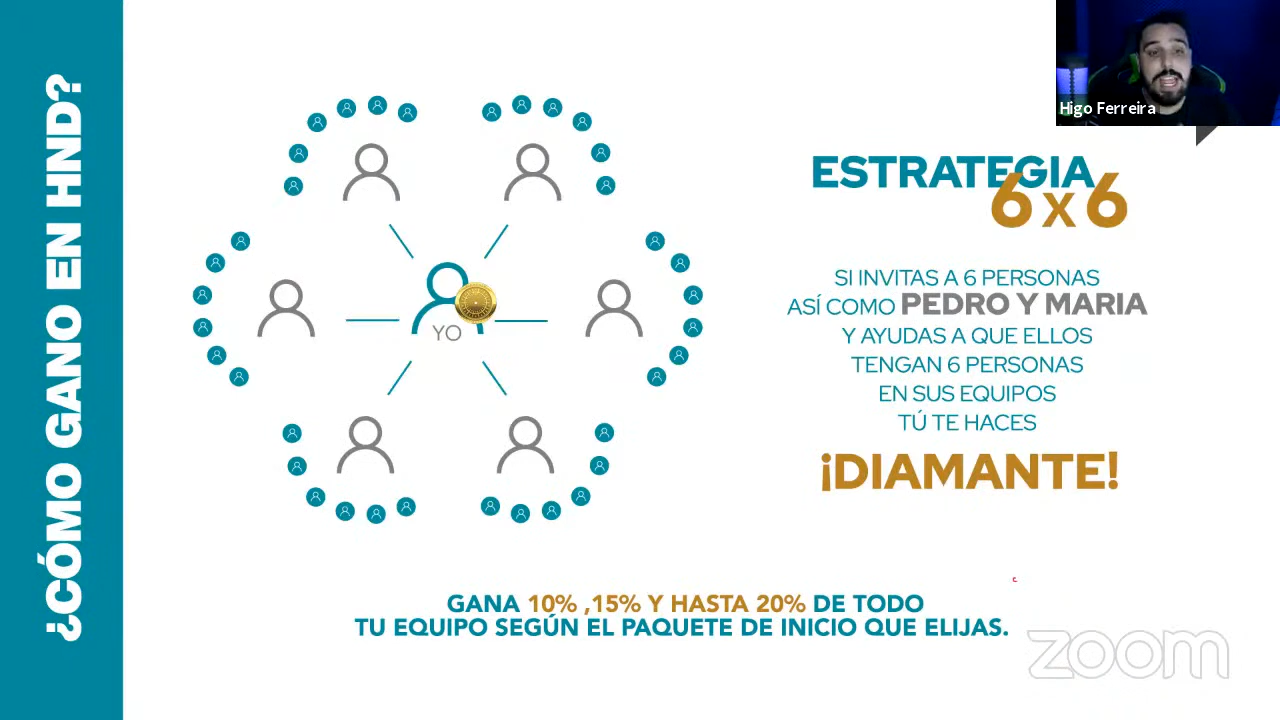 ¿CÓMO GANO EN HND?
Higo Ferreira
ESTRATEGIA
6 X 6
YO
SI INVITAS A 6 PERSONAS
ASÍ COMO PEDRO Y MARIA
Y AYUDAS A QUE ELLOS
TENGAN 6 PERSONAS
EN SUS EQUIPOS
TÚ TE HACES
¡DIAMANTE!
GANA 10% ,15% Y HASTA 20% DE TODO
TU EQUIPO SEGÚN EL PAQUETE DE INICIO QUE ELIJAS.
zoom